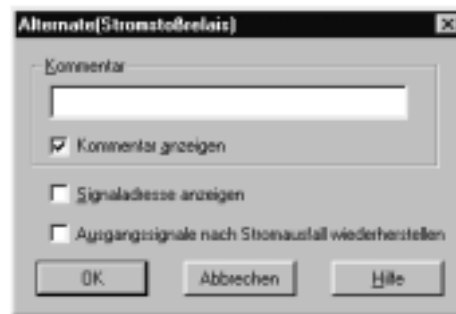 Alternate(Stromstoßrelais)
Kommentar
Kommentar anzeigen
Signaladresse anzeigen
Ausgangssignale nach Stromausfall wiederherstellen
OK Abbrechen Hilfe